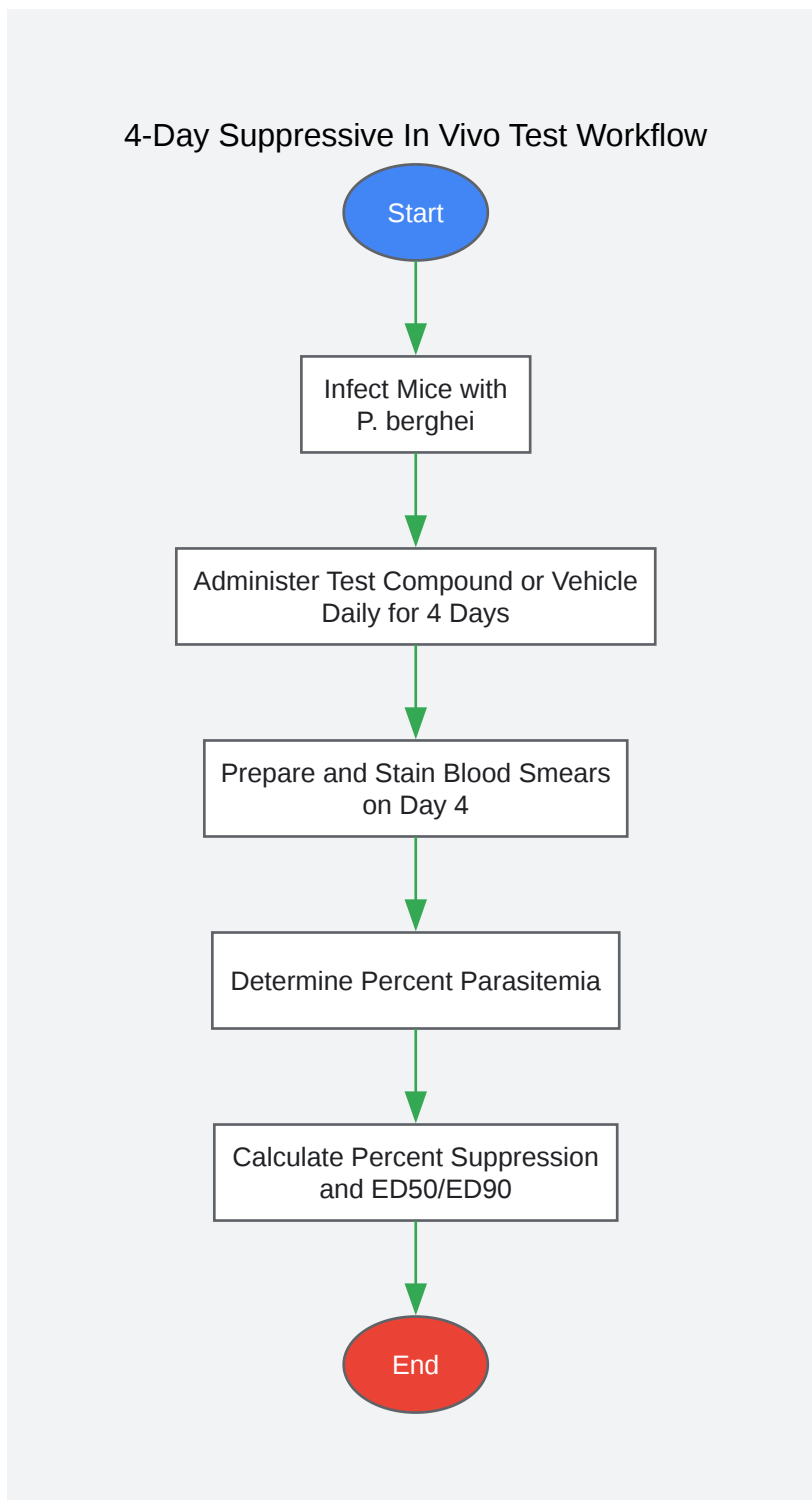 4-Day Suppressive In Vivo Test Workflow
Start
Infect Mice with
P. berghei
Administer Test Compound or Vehicle
Daily for 4 Days
Prepare and Stain Blood Smears
on Day 4
Determine Percent Parasitemia
Calculate Percent Suppression
and ED50/ED90
End